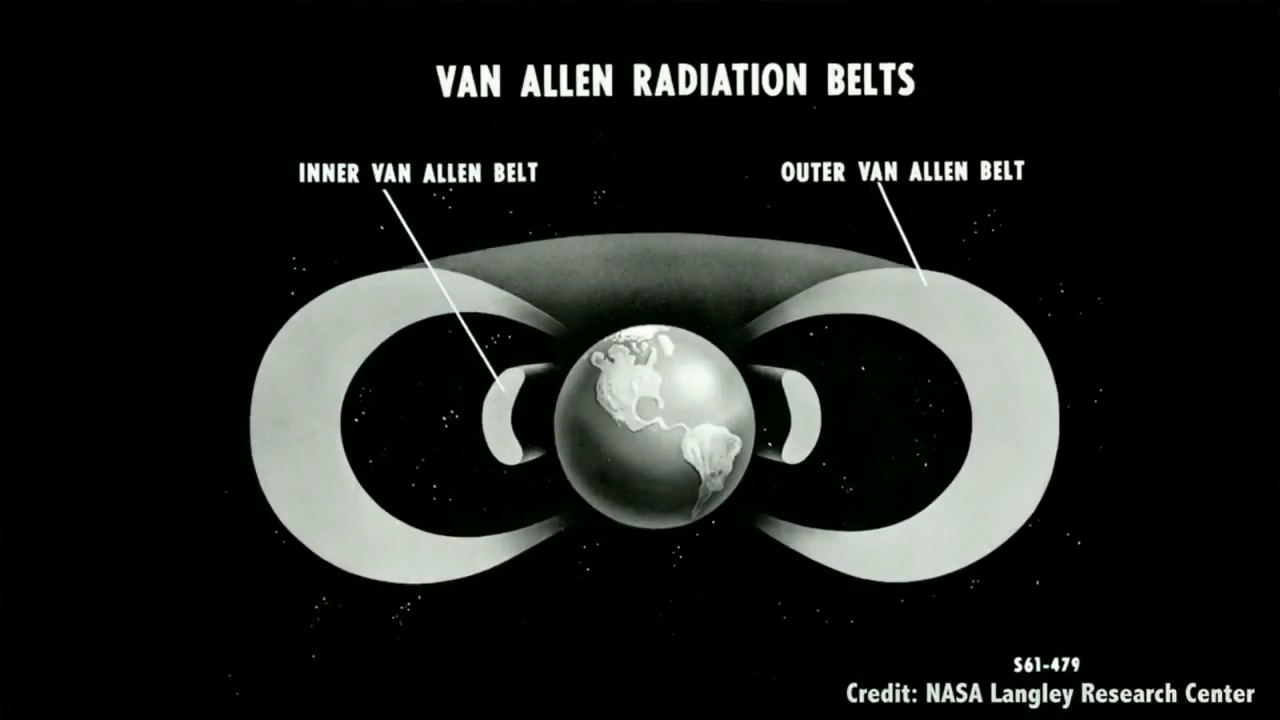 VAN ALLEN RADIATION BELTS
INNER VAN ALLEN BELT
OUTER VAN ALLEN BELT
S61-479
Credit: NASA Langley Research Center